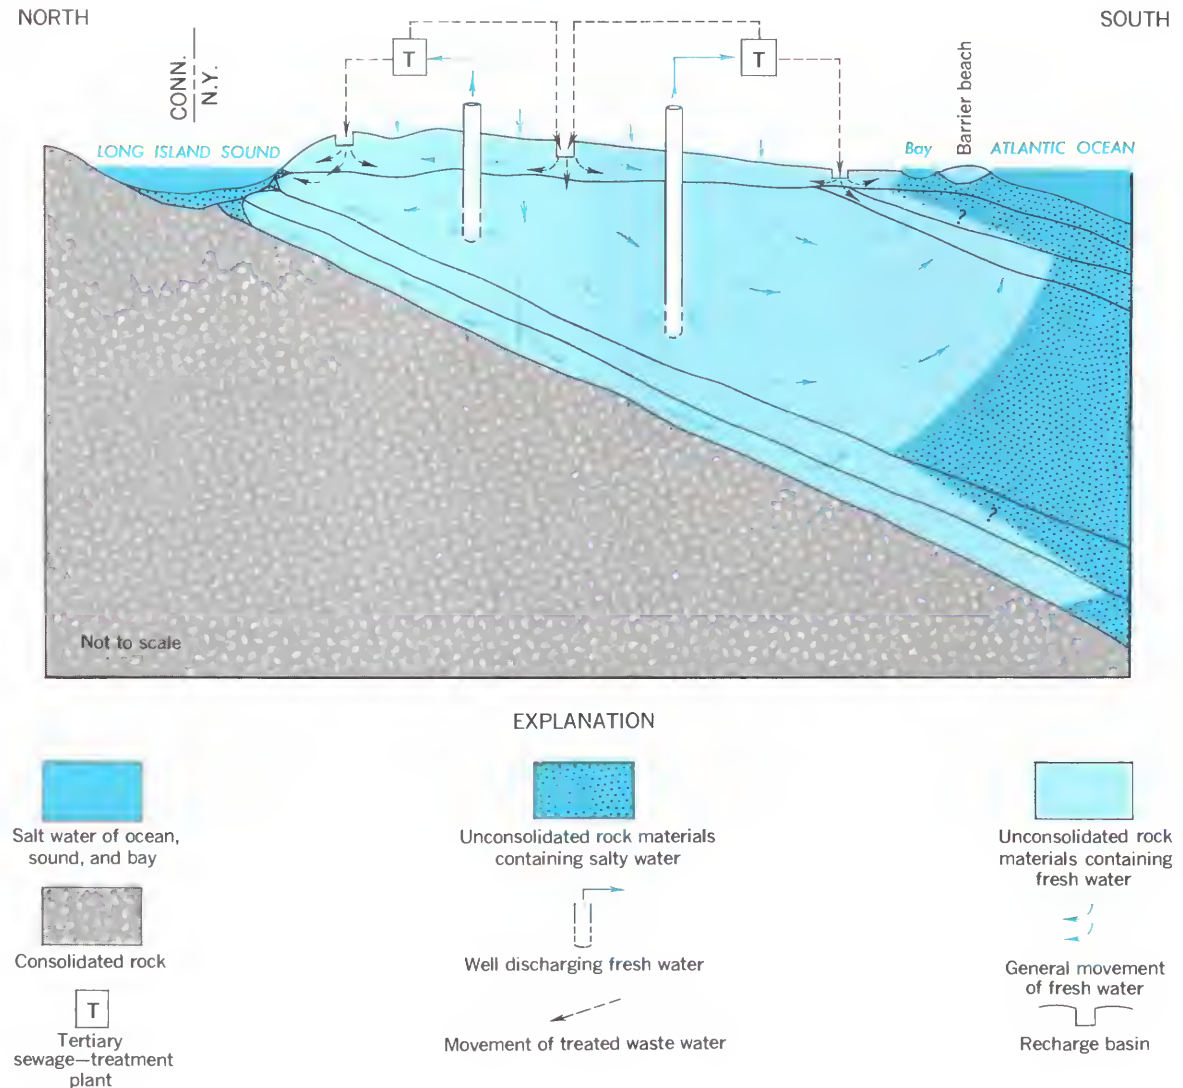 NORTH
SOUTH
CONN.
N.Y.
T
T
Barrier beach
LONG ISLAND SOUND
Bay
ATLANTIC OCEAN
?
?
Not to scale
EXPLANATION
Salt water of ocean,
sound, and bay
Unconsolidated rock materials
containing salty water
Unconsolidated rock
materials containing
fresh water
Consolidated rock
Well discharging fresh water
General movement
of fresh water
T
Tertiary
sewage—treatment
plant
Movement of treated waste water
Recharge basin